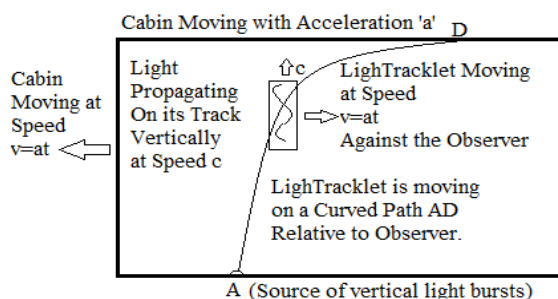 Cabin Moving with Acceleration 'a'
D
Cabin
Moving at
Speed
v=at
Light
Propagating
On its Track
Vertically
at Speed c
c
LighTracklet Moving
at Speed
v=at
Against the Observer
LighTracklet is moving
on a Curved Path AD
Relative to Observer.
A (Source of vertical light bursts)